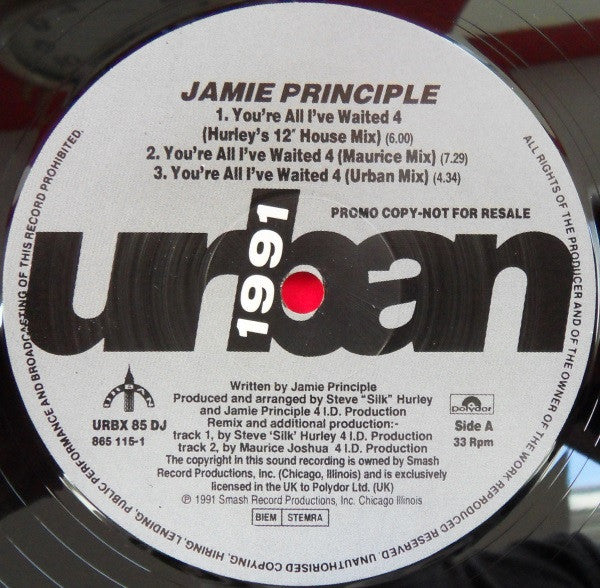 JAMIE PRINCIPLE
1. You're All I've Waited 4
(Hurley's 12" House Mix) (6.00)
2. You're All I've Waited 4 (Maurice Mix) (7.29)
3. You're All I've Waited 4 (Urban Mix) (4.34)
PROMO COPY-NOT FOR RESALE
urban
1991
URBX 85 DJ
865 115-1
Written by Jamie Principle
Produced and arranged by Steve "Silk" Hurley
and Jamie Principle 4 I.D. Production
Remix and additional production:-
track 1, by Steve 'Silk' Hurley 4 I.D. Production
track 2, by Maurice Joshua 4 I.D. Production
The copyright in this sound recording is owned by Smash
Record Productions, Inc. (Chicago, Illinois) and is exclusively
licensed in the UK to Polydor Ltd. (UK)
℗ 1991 Smash Record Productions, Inc Chicago Illinois
Polydor
Side A
33 Rpm
BIEM STEMRA
ALL RIGHTS OF THE PRODUCER AND OF THE OWNER OF THE WORK REPRODUCED RESERVED. UNAUTHORISED COPYING, HIRING, LENDING, PUBLIC PERFORMANCE AND BROADCASTING OF THIS RECORD PROHIBITED.